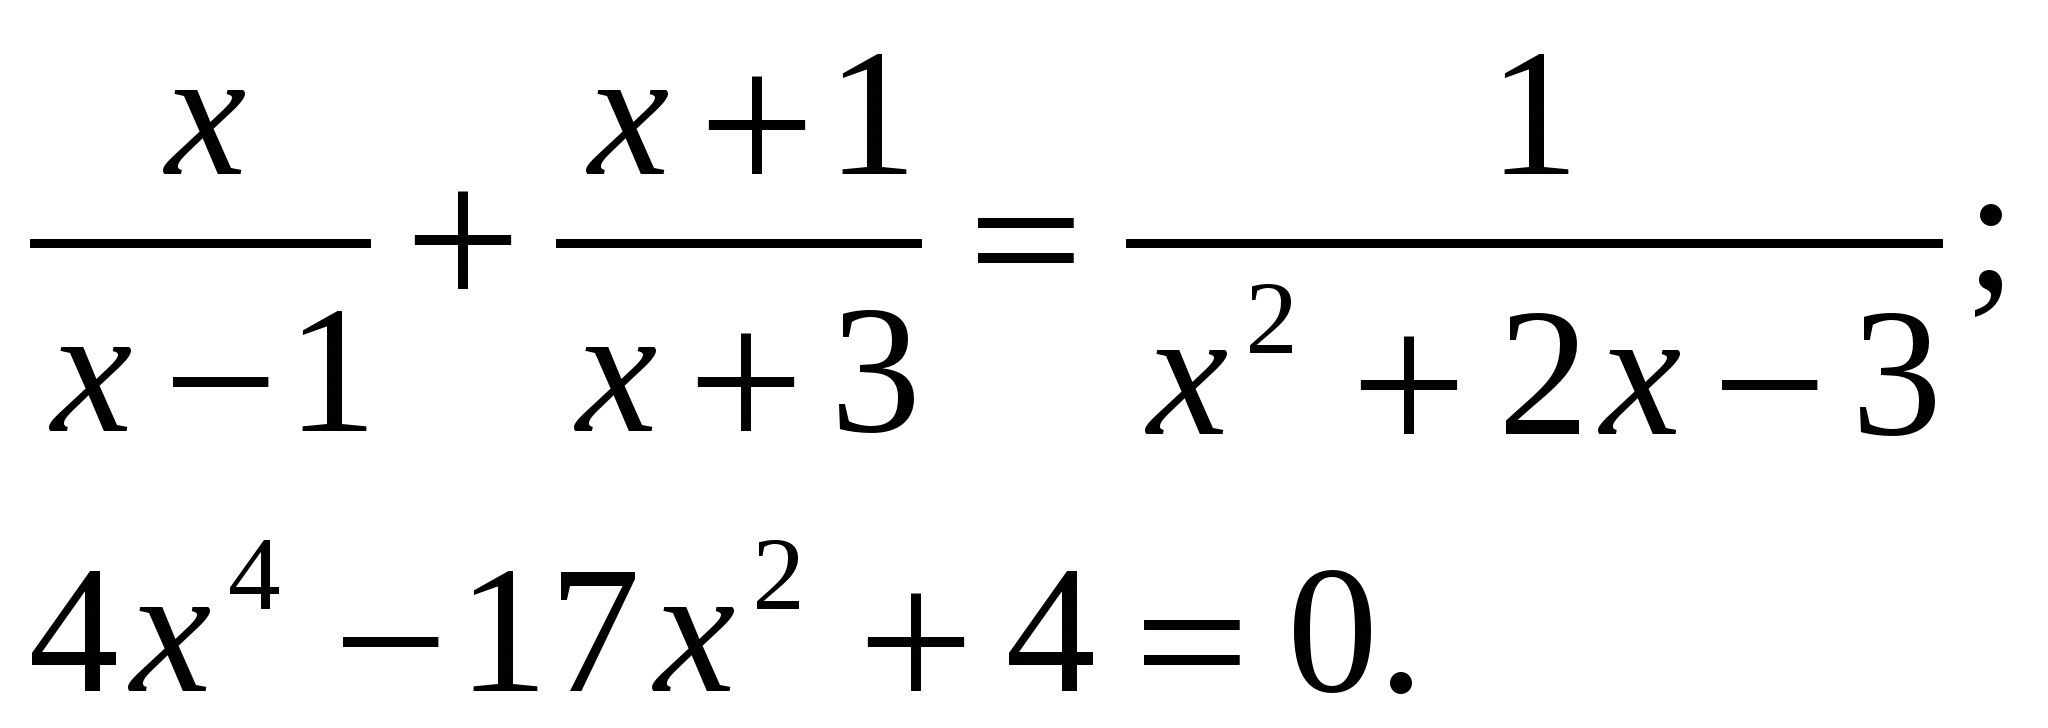 x/(x−1) + (x+1)/(x+3) = 1/(x²+2x−3);
4x⁴ −17x² + 4 = 0.